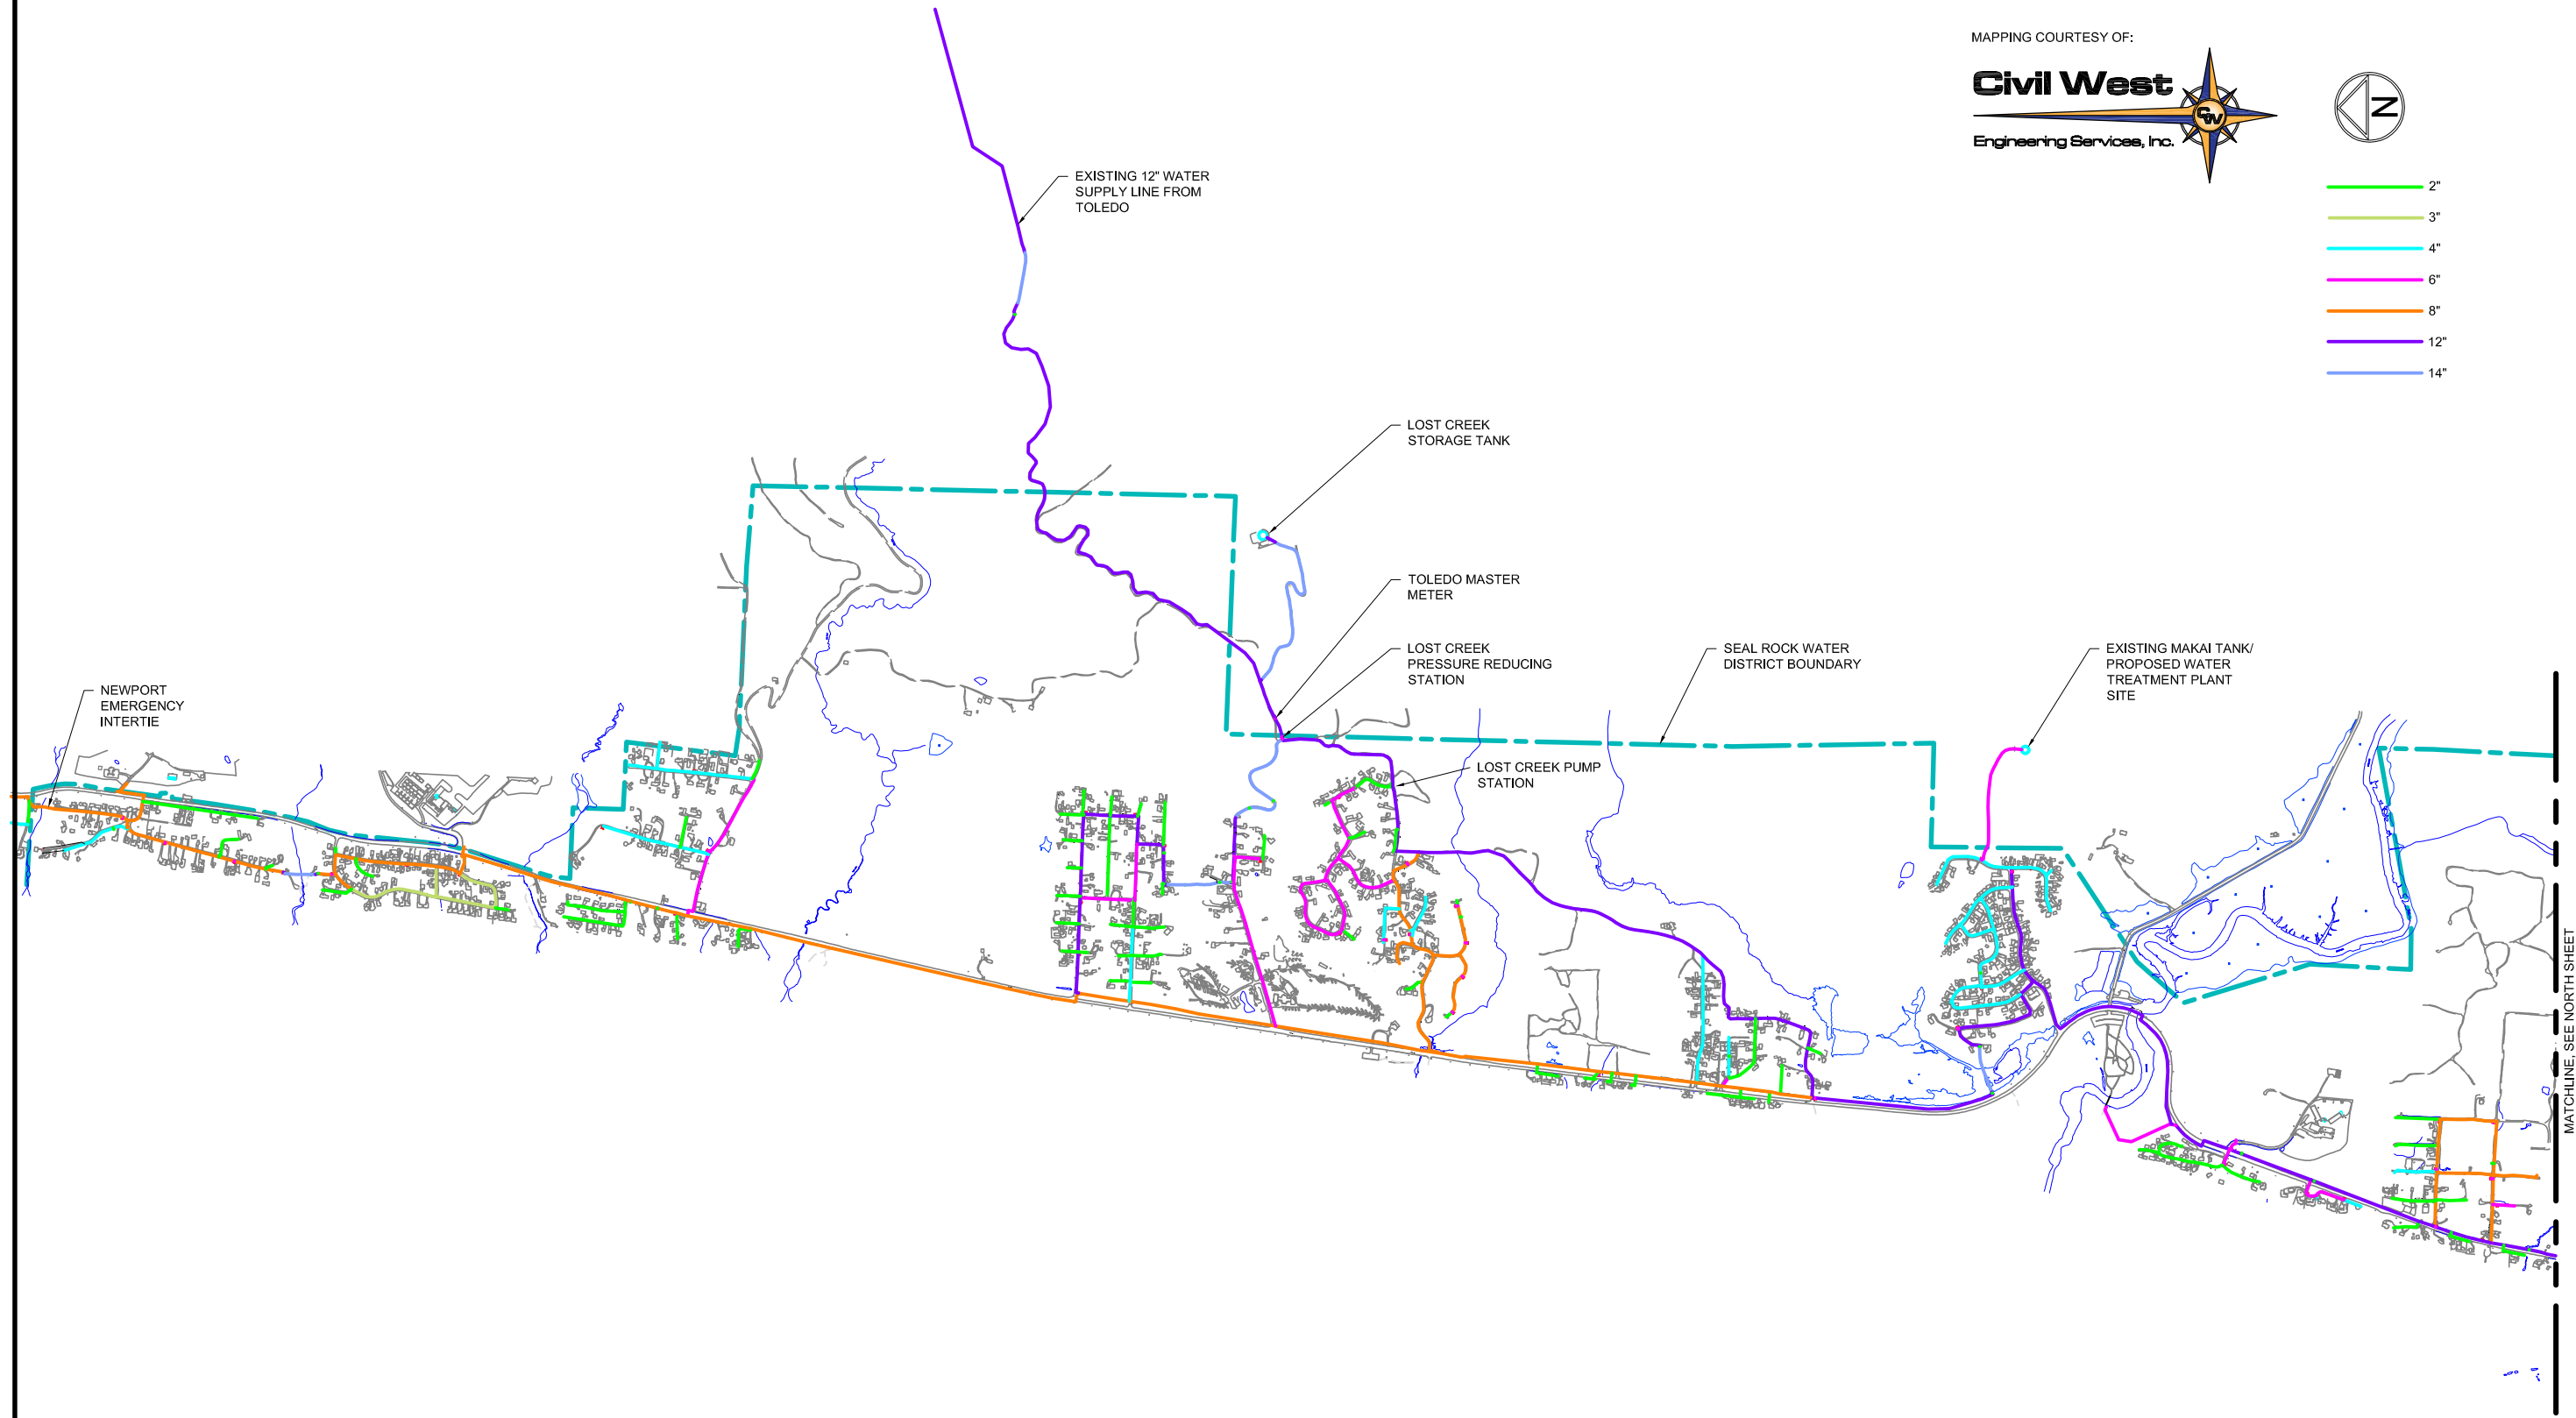 MAPPING COURTESY OF:
Civil West
CW
Engineering Services, Inc.
N
2"
3"
4"
6"
8"
12"
14"
EXISTING 12" WATER
SUPPLY LINE FROM
TOLEDO
LOST CREEK
STORAGE TANK
TOLEDO MASTER
METER
LOST CREEK
PRESSURE REDUCING
STATION
SEAL ROCK WATER
DISTRICT BOUNDARY
EXISTING MAKAI TANK/
PROPOSED WATER
TREATMENT PLANT
SITE
NEWPORT
EMERGENCY
INTERTIE
LOST CREEK PUMP
STATION
MATCHLINE, SEE NORTH SHEET